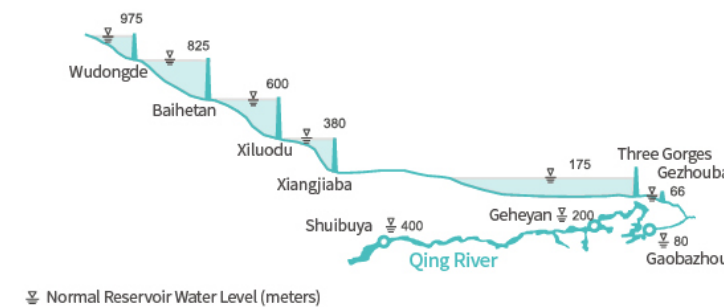 975
Wudongde
825
Baihetan
600
Xiluodu
380
Xiangjiaba
175
Three Gorges
Gezhouba
66
Shuibuya
400
Geheyan
200
80
Gaobazhou
Qing River
Normal Reservoir Water Level (meters)